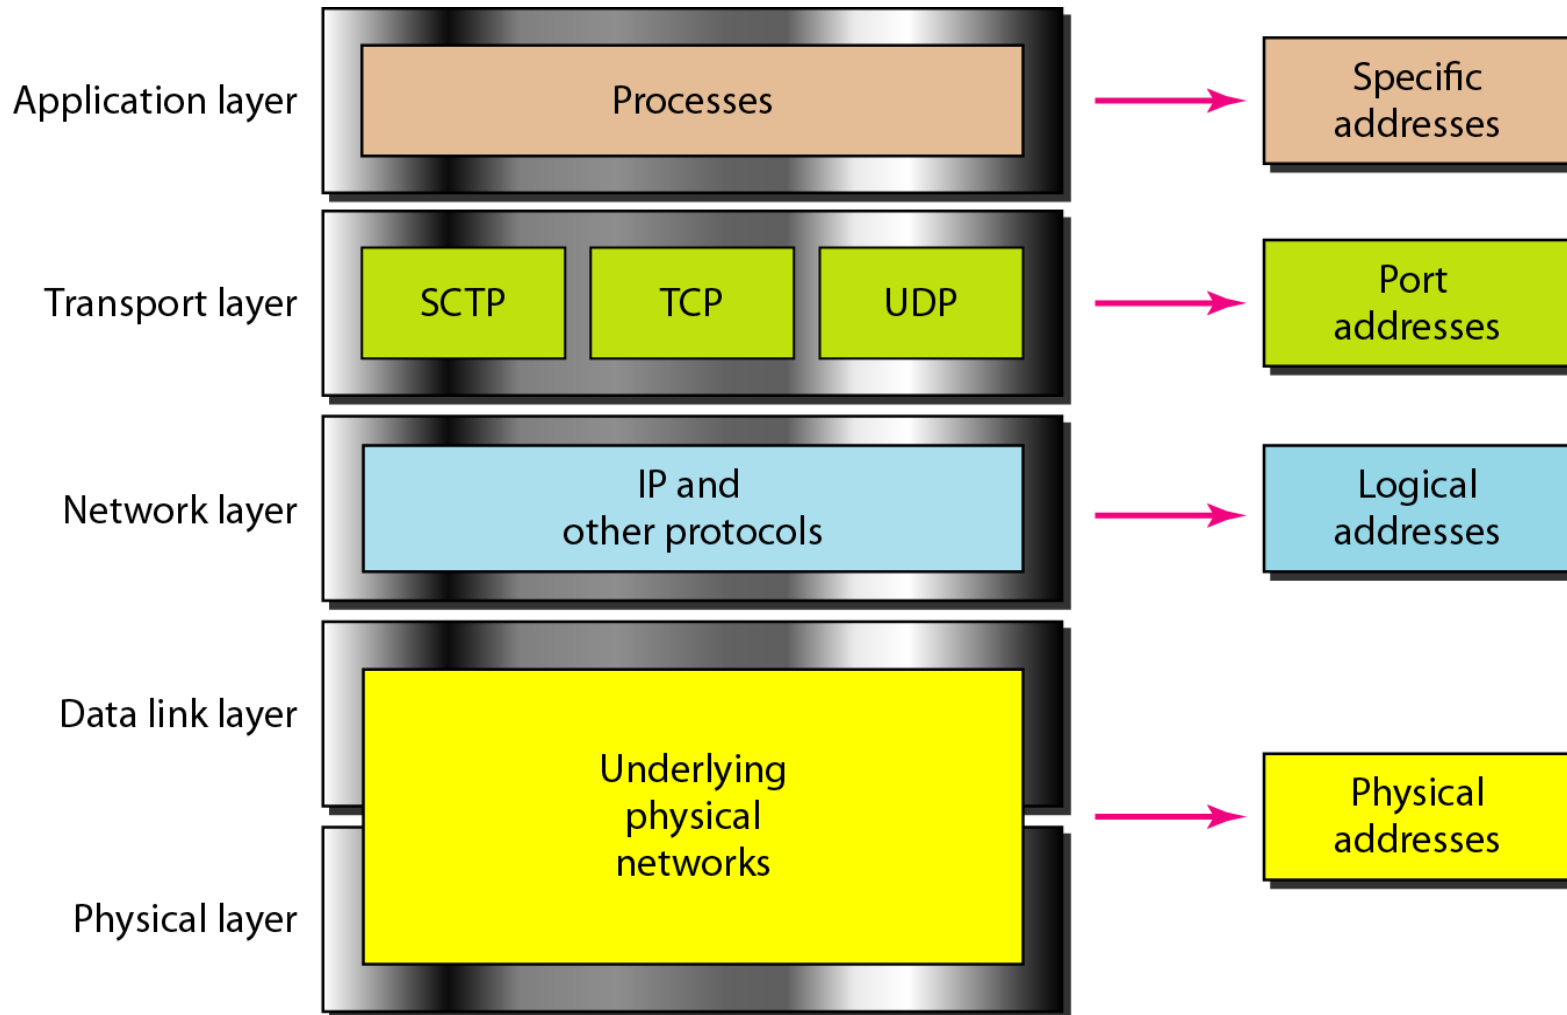 Application layer
Processes
Specific
addresses
Transport layer
SCTP
TCP
UDP
Port
addresses
Network layer
IP and
other protocols
Logical
addresses
Data link layer
Underlying
physical
networks
Physical
addresses
Physical layer